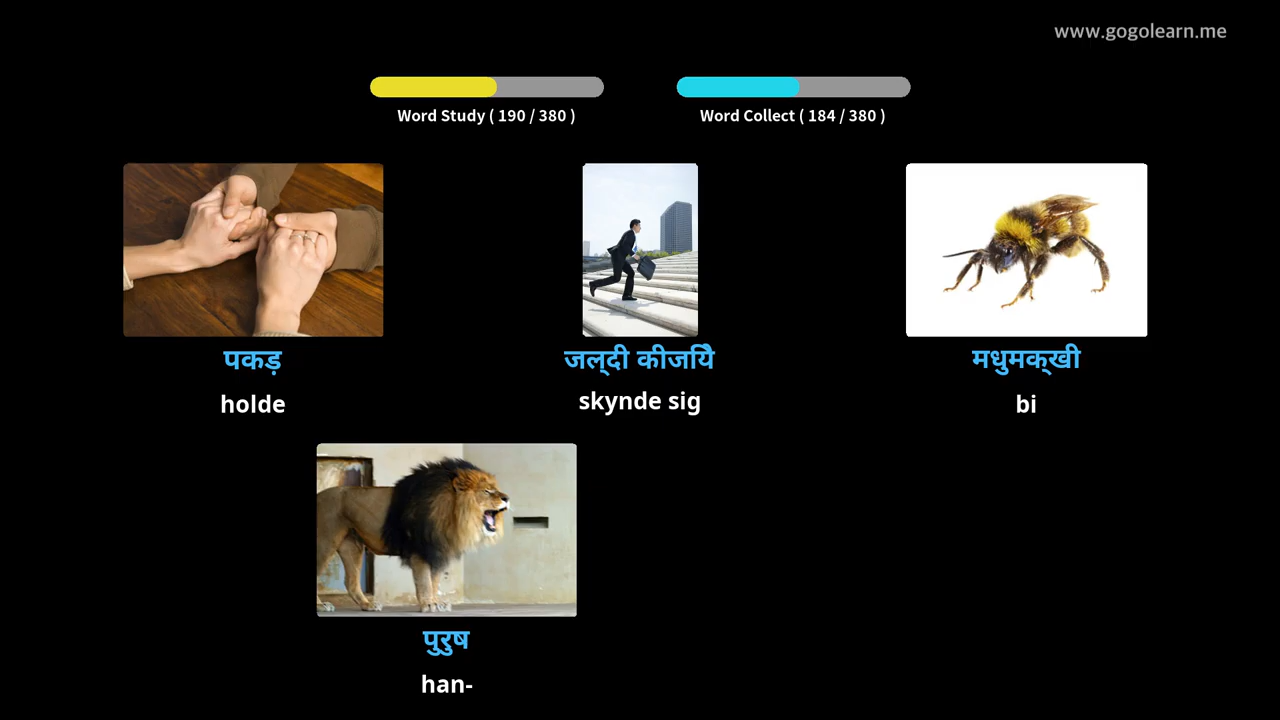 www.gogolearn.me
Word Study ( 190 / 380 )
Word Collect ( 184 / 380 )
पकड़
जल्दी कीजयिे
मधुमक्खी
holde
skynde sig
bi
पुरुष
han-